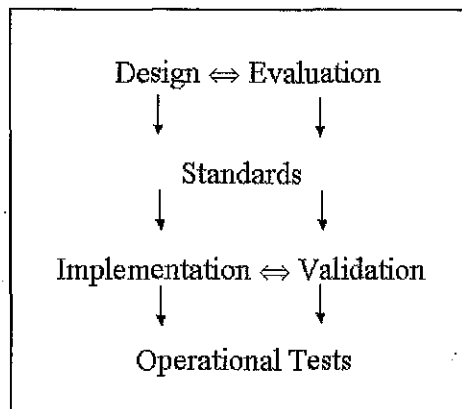 Design ⇔ Evaluation
Standards
Implementation ⇔ Validation
Operational Tests